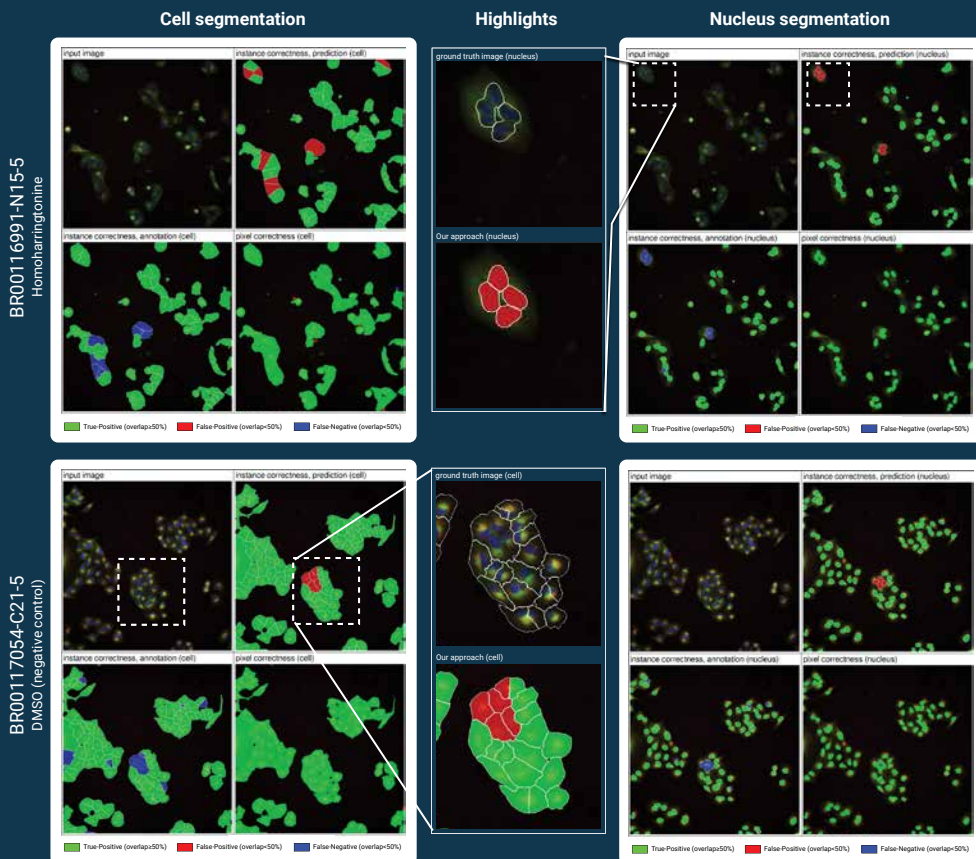 Cell segmentation
Highlights
Nucleus segmentation
BR00116991-N15-5
Homoharringtonine
input image
instance correctness, prediction (cell)
instance correctness, annotation (cell)
pixel correctness (cell)
True-Positive (overlap≥50%)
False-Positive (overlap<50%)
False-Negative (overlap<50%)
ground truth image (nucleus)
Our approach (nucleus)
input image
instance correctness, prediction (nucleus)
instance correctness, annotation (nucleus)
pixel correctness (nucleus)
True-Positive (overlap≥50%)
False-Positive (overlap<50%)
False-Negative (overlap<50%)
BR00117054-C21-5
DMSO (negative control)
input image
instance correctness, prediction (cell)
instance correctness, annotation (cell)
pixel correctness (cell)
True-Positive (overlap≥50%)
False-Positive (overlap<50%)
False-Negative (overlap<50%)
ground truth image (cell)
Our approach (cell)
input image
instance correctness, prediction (nucleus)
instance correctness, annotation (nucleus)
pixel correctness (nucleus)
True-Positive (overlap≥50%)
False-Positive (overlap<50%)
False-Negative (overlap<50%)